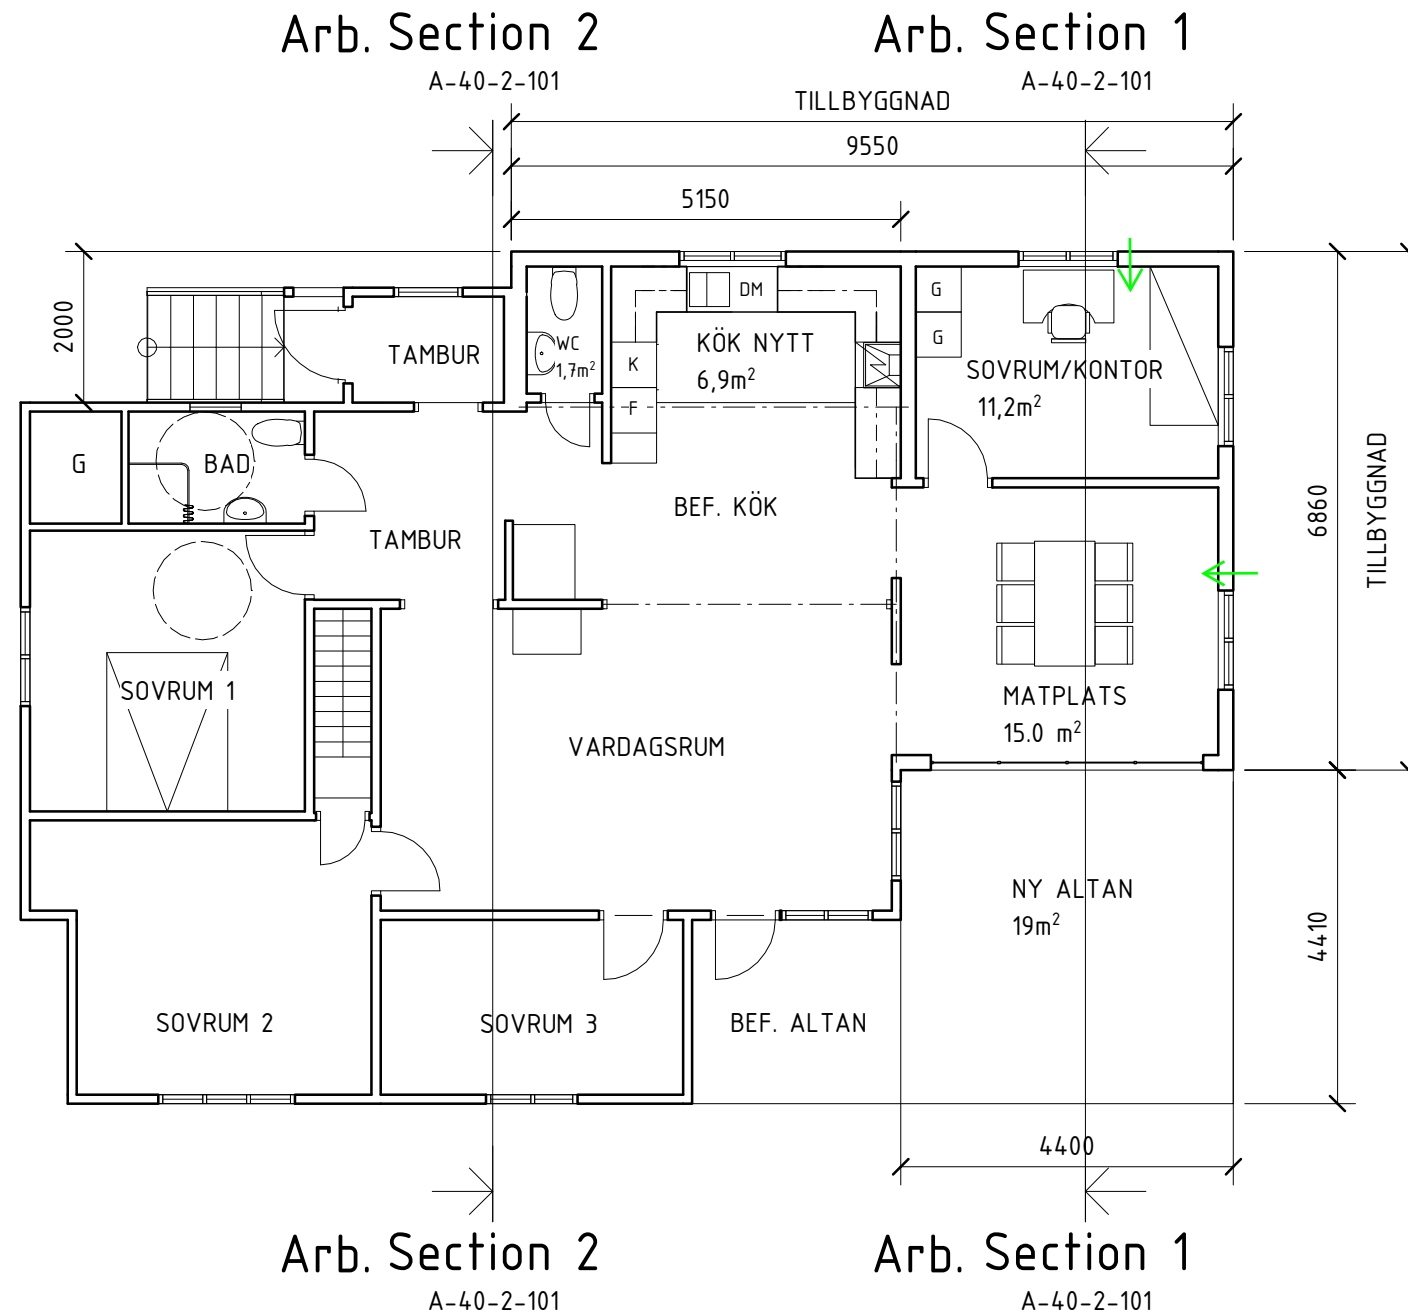 Arb. Section 2
A-40-2-101
Arb. Section 1
A-40-2-101
TILLBYGGNAD
9550
5150
2000
TAMBUR
WC
1,7m²
DM
KÖK NYTT
6,9m²
K
F
G
G
SOVRUM/KONTOR
11,2m²
G
BAD
TAMBUR
BEF. KÖK
6860
TILLBYGGNAD
SOVRUM 1
VARDAGSRUM
MATPLATS
15.0 m²
NY ALTAN
19m²
4410
SOVRUM 2
SOVRUM 3
BEF. ALTAN
4400
Arb. Section 2
A-40-2-101
Arb. Section 1
A-40-2-101